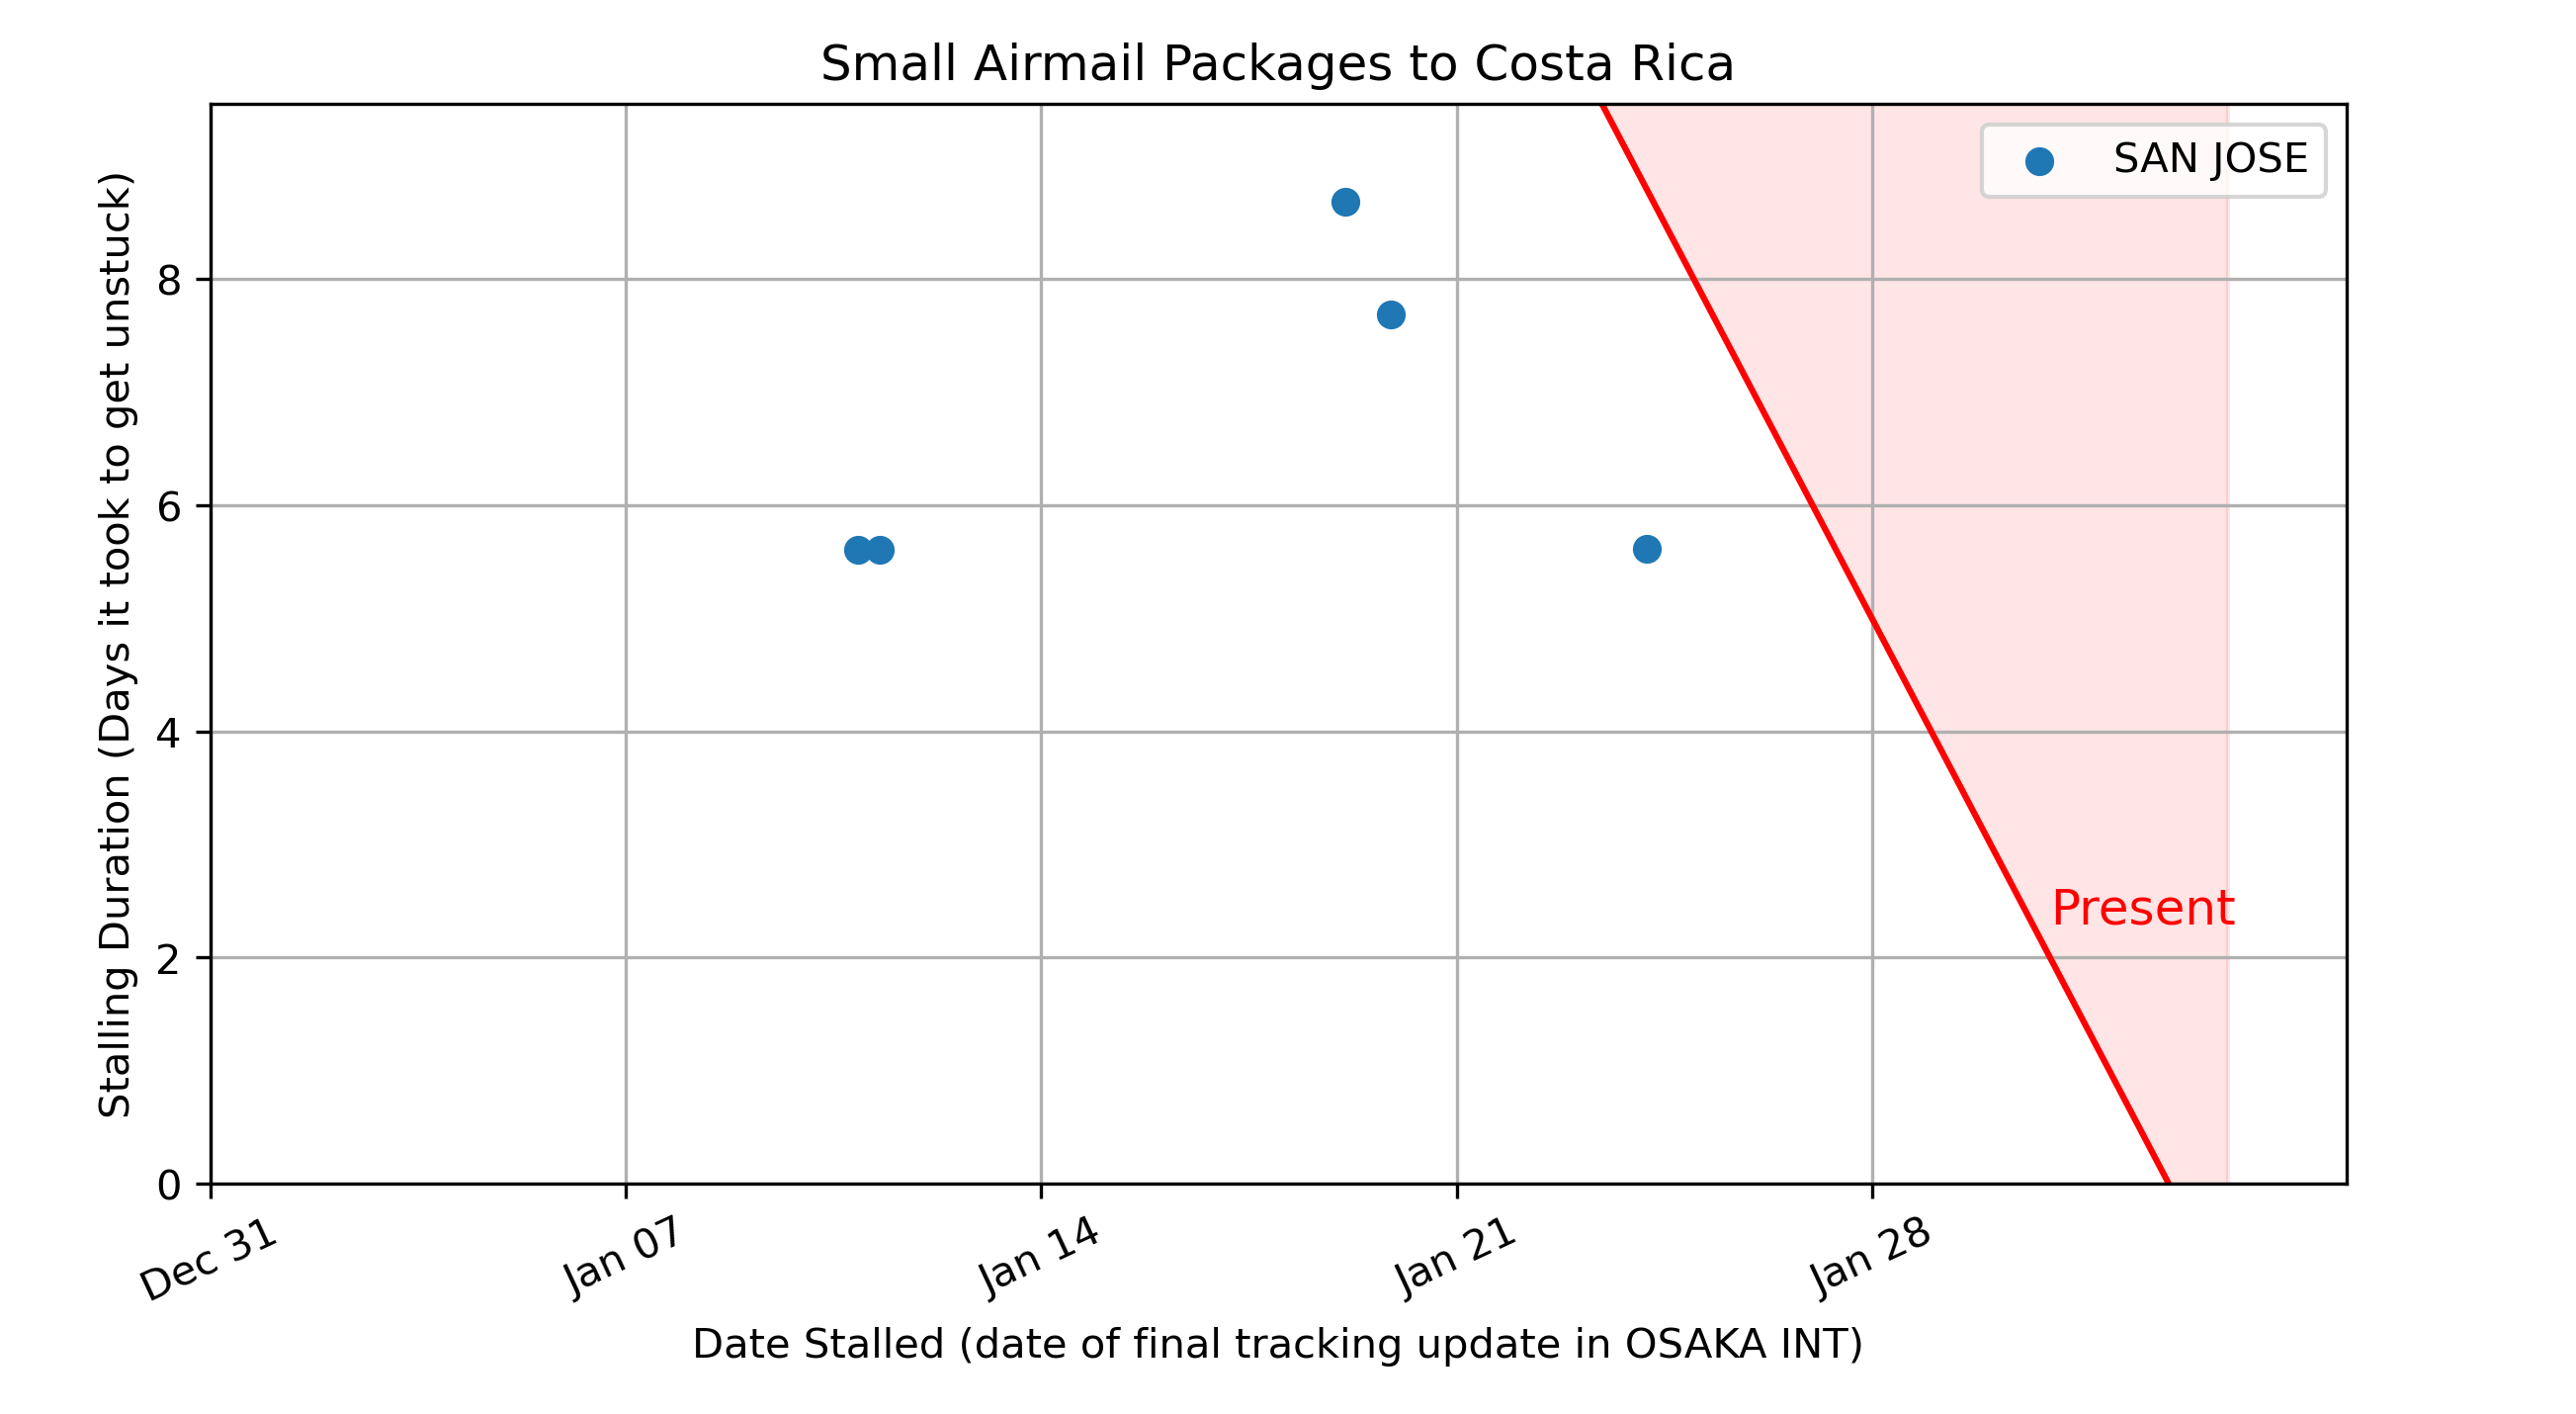 Small Airmail Packages to Costa Rica
SAN JOSE
Stalling Duration (Days it took to get unstuck)
8
6
4
2
0
Present
Dec 31
Jan 07
Jan 14
Jan 21
Jan 28
Date Stalled (date of final tracking update in OSAKA INT)